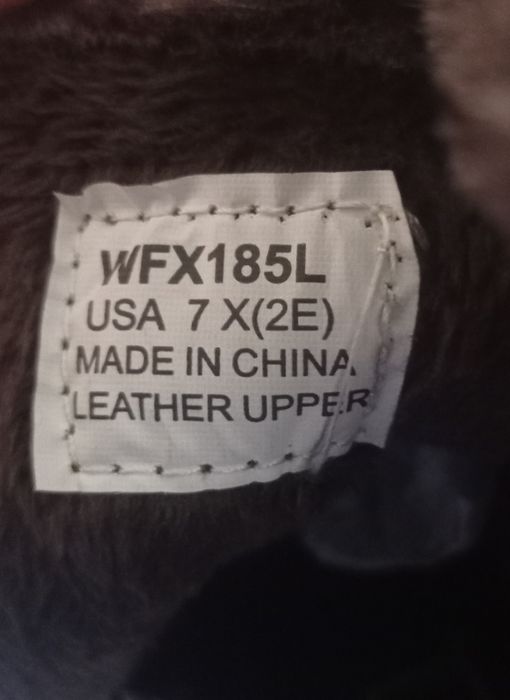 WFX185L
USA 7 X(2E)
MADE IN CHINA
LEATHER UPPER